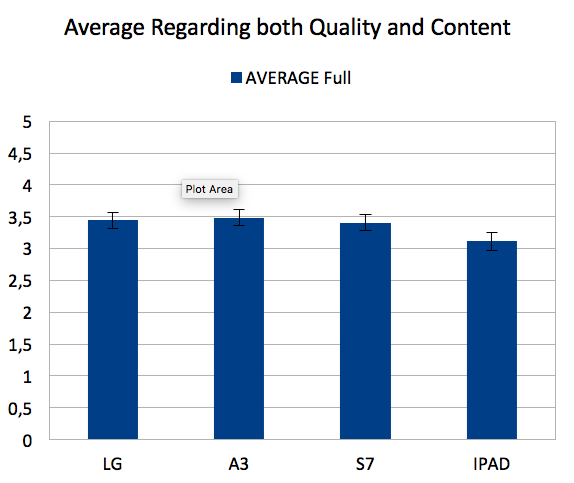 Average Regarding both Quality and Content
AVERAGE Full
5
4,5
4
Plot Area
3,5
3
2,5
2
1,5
1
0,5
0
LG A3 S7 IPAD